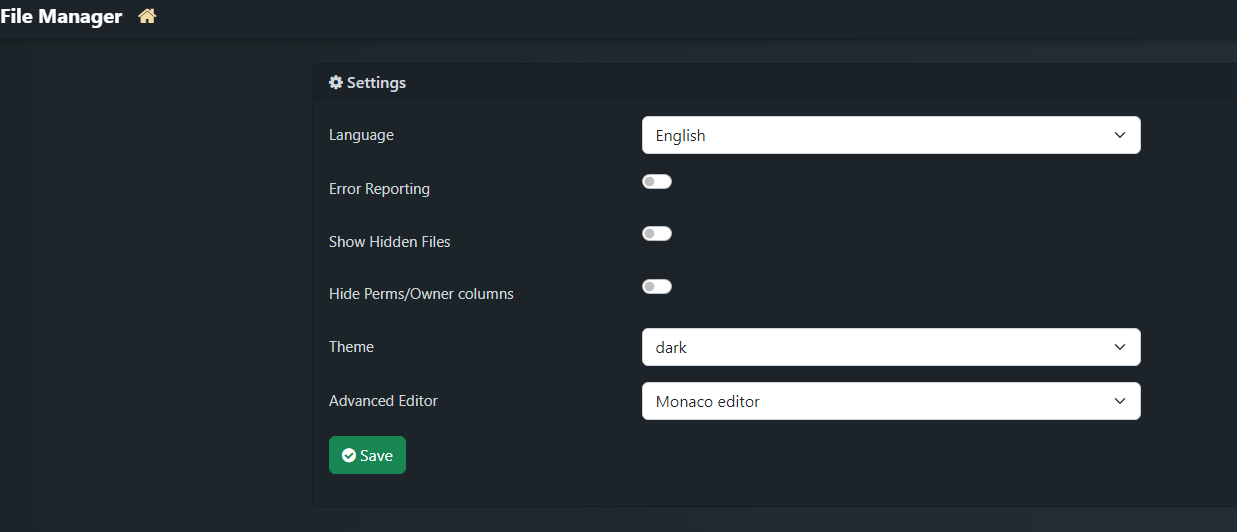 File Manager
Settings
Language
English
Error Reporting
Show Hidden Files
Hide Perms/Owner columns
Theme
dark
Advanced Editor
Monaco editor
Save